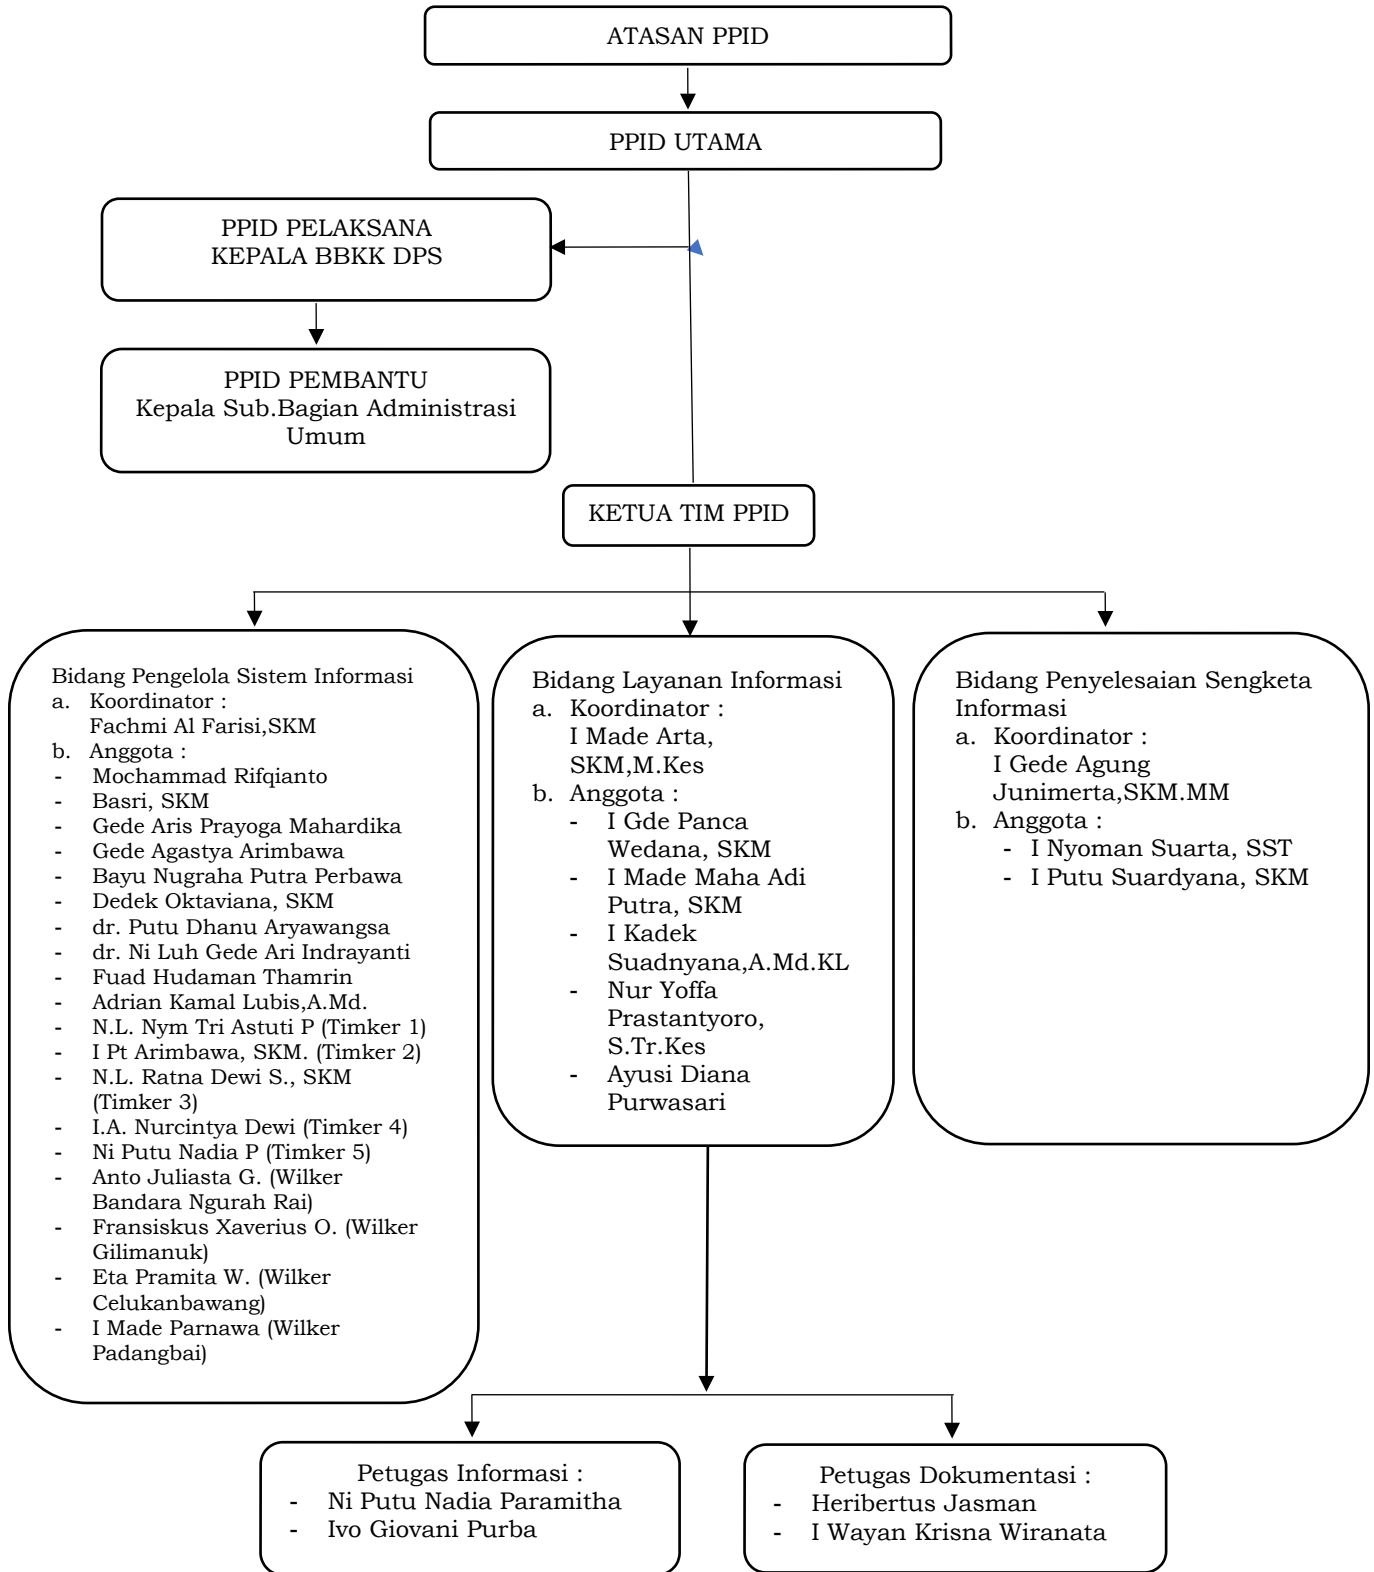 ATASAN PPID
PPID UTAMA
PPID PELAKSANA
KEPALA BBKK DPS
PPID PEMBANTU
Kepala Sub.Bagian Administrasi
Umum
KETUA TIM PPID
Bidang Pengelola Sistem Informasi
a. Koordinator :
Fachmi Al Farisi,SKM
b. Anggota :
- Mochammad Rifqianto
- Basri, SKM
- Gede Aris Prayoga Mahardika
- Gede Agastya Arimbawa
- Bayu Nugraha Putra Perbawa
- Dedek Oktaviana, SKM
- dr. Putu Dhanu Aryawangsa
- dr. Ni Luh Gede Ari Indrayanti
- Fuad Hudaman Thamrin
- Adrian Kamal Lubis,A.Md.
- N.L. Nym Tri Astuti P (Timker 1)
- I Pt Arimbawa, SKM. (Timker 2)
- N.L. Ratna Dewi S., SKM
(Timker 3)
- I.A. Nurcintya Dewi (Timker 4)
- Ni Putu Nadia P (Timker 5)
- Anto Juliasta G. (Wilker
Bandara Ngurah Rai)
- Fransiskus Xaverius O. (Wilker
Gilimanuk)
- Eta Pramita W. (Wilker
Celukanbawang)
- I Made Parnawa (Wilker
Padangbai)
Bidang Layanan Informasi
a. Koordinator :
I Made Arta,
SKM,M.Kes
b. Anggota :
- I Gde Panca
Wedana, SKM
- I Made Maha Adi
Putra, SKM
- I Kadek
Suadnyana,A.Md.KL
- Nur Yoffa
Prastantyoro,
S.Tr.Kes
- Ayusi Diana
Purwasari
Bidang Penyelesaian Sengketa
Informasi
a. Koordinator :
I Gede Agung
Junimerta,SKM.MM
b. Anggota :
- I Nyoman Suarta, SST
- I Putu Suardyana, SKM
Petugas Informasi :
- Ni Putu Nadia Paramitha
- Ivo Giovani Purba
Petugas Dokumentasi :
- Heribertus Jasman
- I Wayan Krisna Wiranata